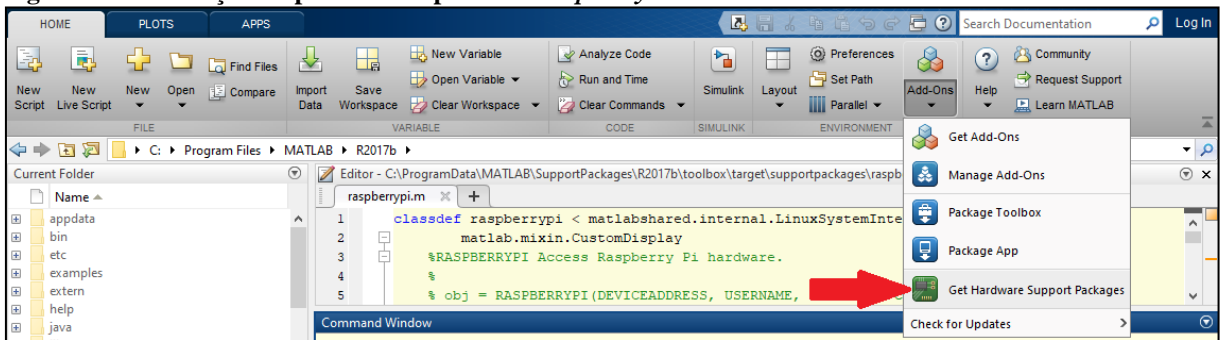 HOME PLOTS APPS Search Documentation Log In
New Script
New Live Script
New
Open
Find Files
Compare
Import Data
Save Workspace
New Variable
Open Variable
Clear Workspace
Analyze Code
Run and Time
Clear Commands
Simulink
Layout
Preferences
Set Path
Parallel
Add-Ons
Help
Community
Request Support
Learn MATLAB
FILE VARIABLE CODE SIMULINK ENVIRONMENT
C: Program Files MATLAB R2017b
Current Folder
Name
appdata
bin
etc
examples
extern
help
java
Editor - C:\ProgramData\MATLAB\SupportPackages\R2017b\toolbox\target\supportpackages\raspb
raspberrypi.m
1 classdef raspberrypi < matlabshared.internal.LinuxSystemInte
2 matlab.mixin.CustomDisplay
3 %RASPBERRYPI Access Raspberry Pi hardware.
4 %
5 % obj = RASPBERRYPI(DEVICEADDRESS, USERNAME,
Command Window
Get Add-Ons
Manage Add-Ons
Package Toolbox
Package App
Get Hardware Support Packages
Check for Updates